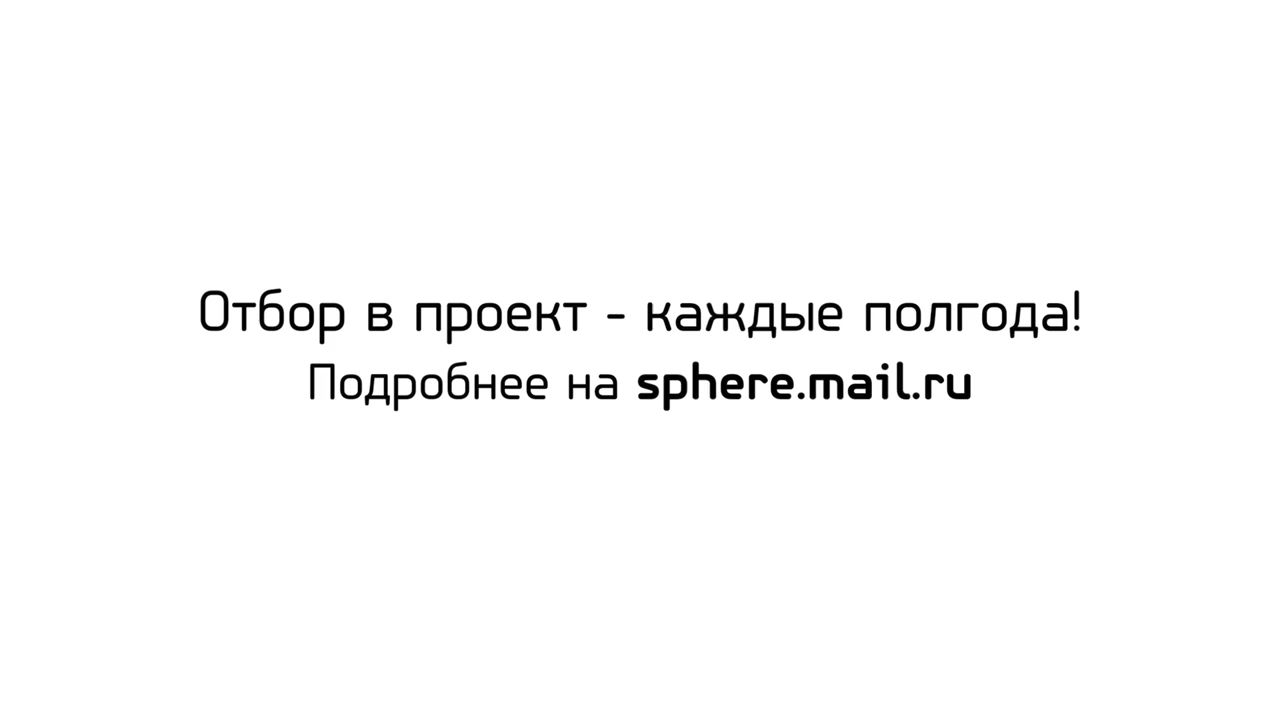 Отбор в проект - каждые полгода!
Подробнее на sphere.mail.ru